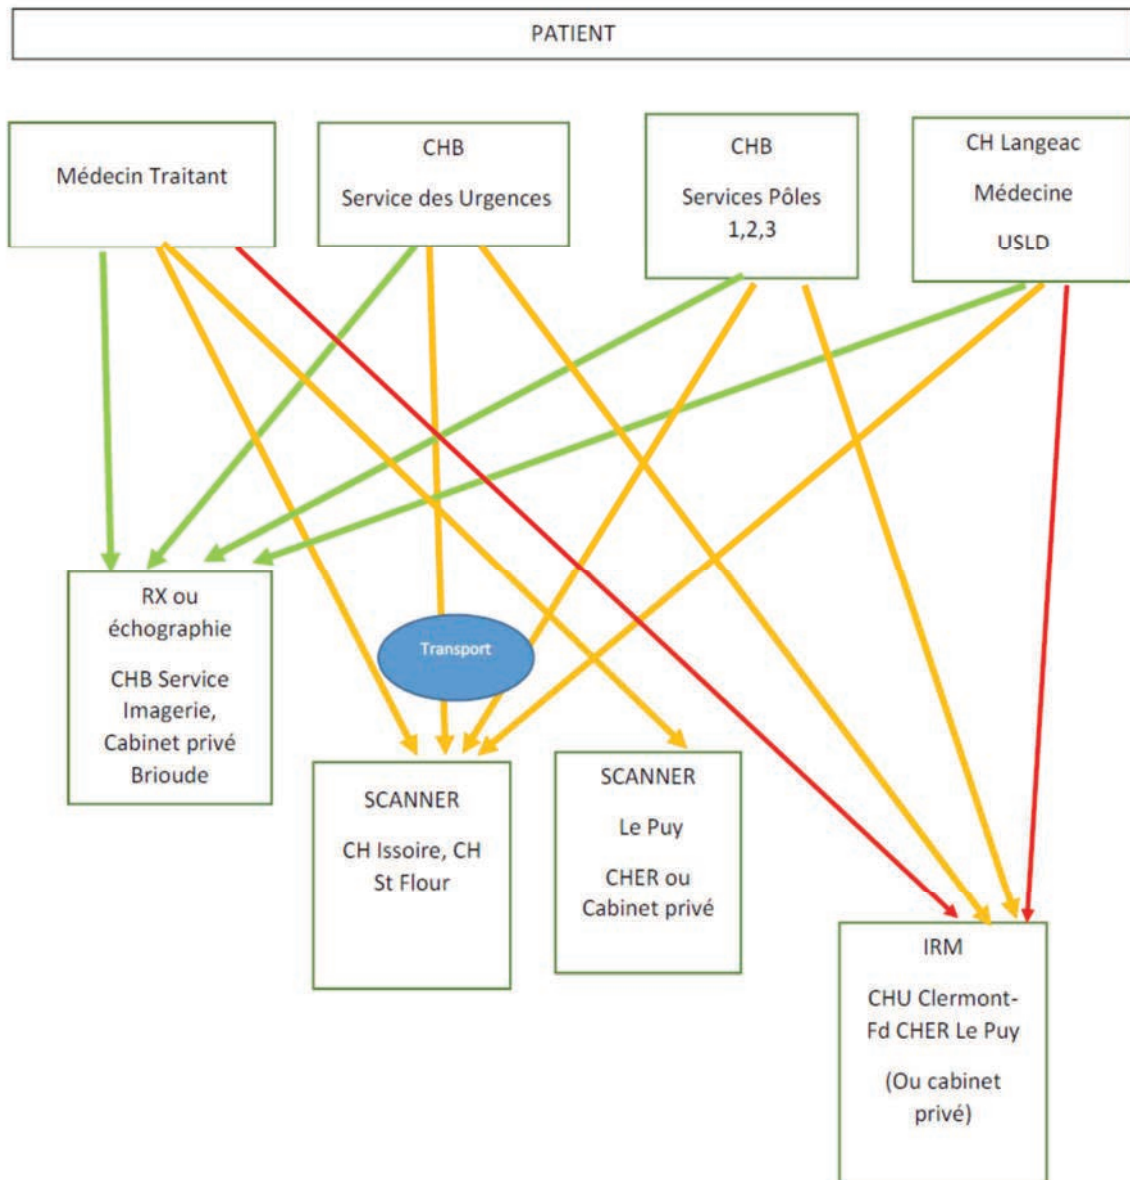 PATIENT
Médecin Traitant
CHB
Service des Urgences
CHB
Services Pôles
1,2,3
CH Langeac
Médecine
USLD
RX ou
échographie
CHB Service
Imagerie,
Cabinet privé
Brioude
Transport
SCANNER
CH Issoire, CH
St Flour
SCANNER
Le Puy
CHER ou
Cabinet privé
IRM
CHU Clermont-
Fd CHER Le Puy
(Ou cabinet
privé)